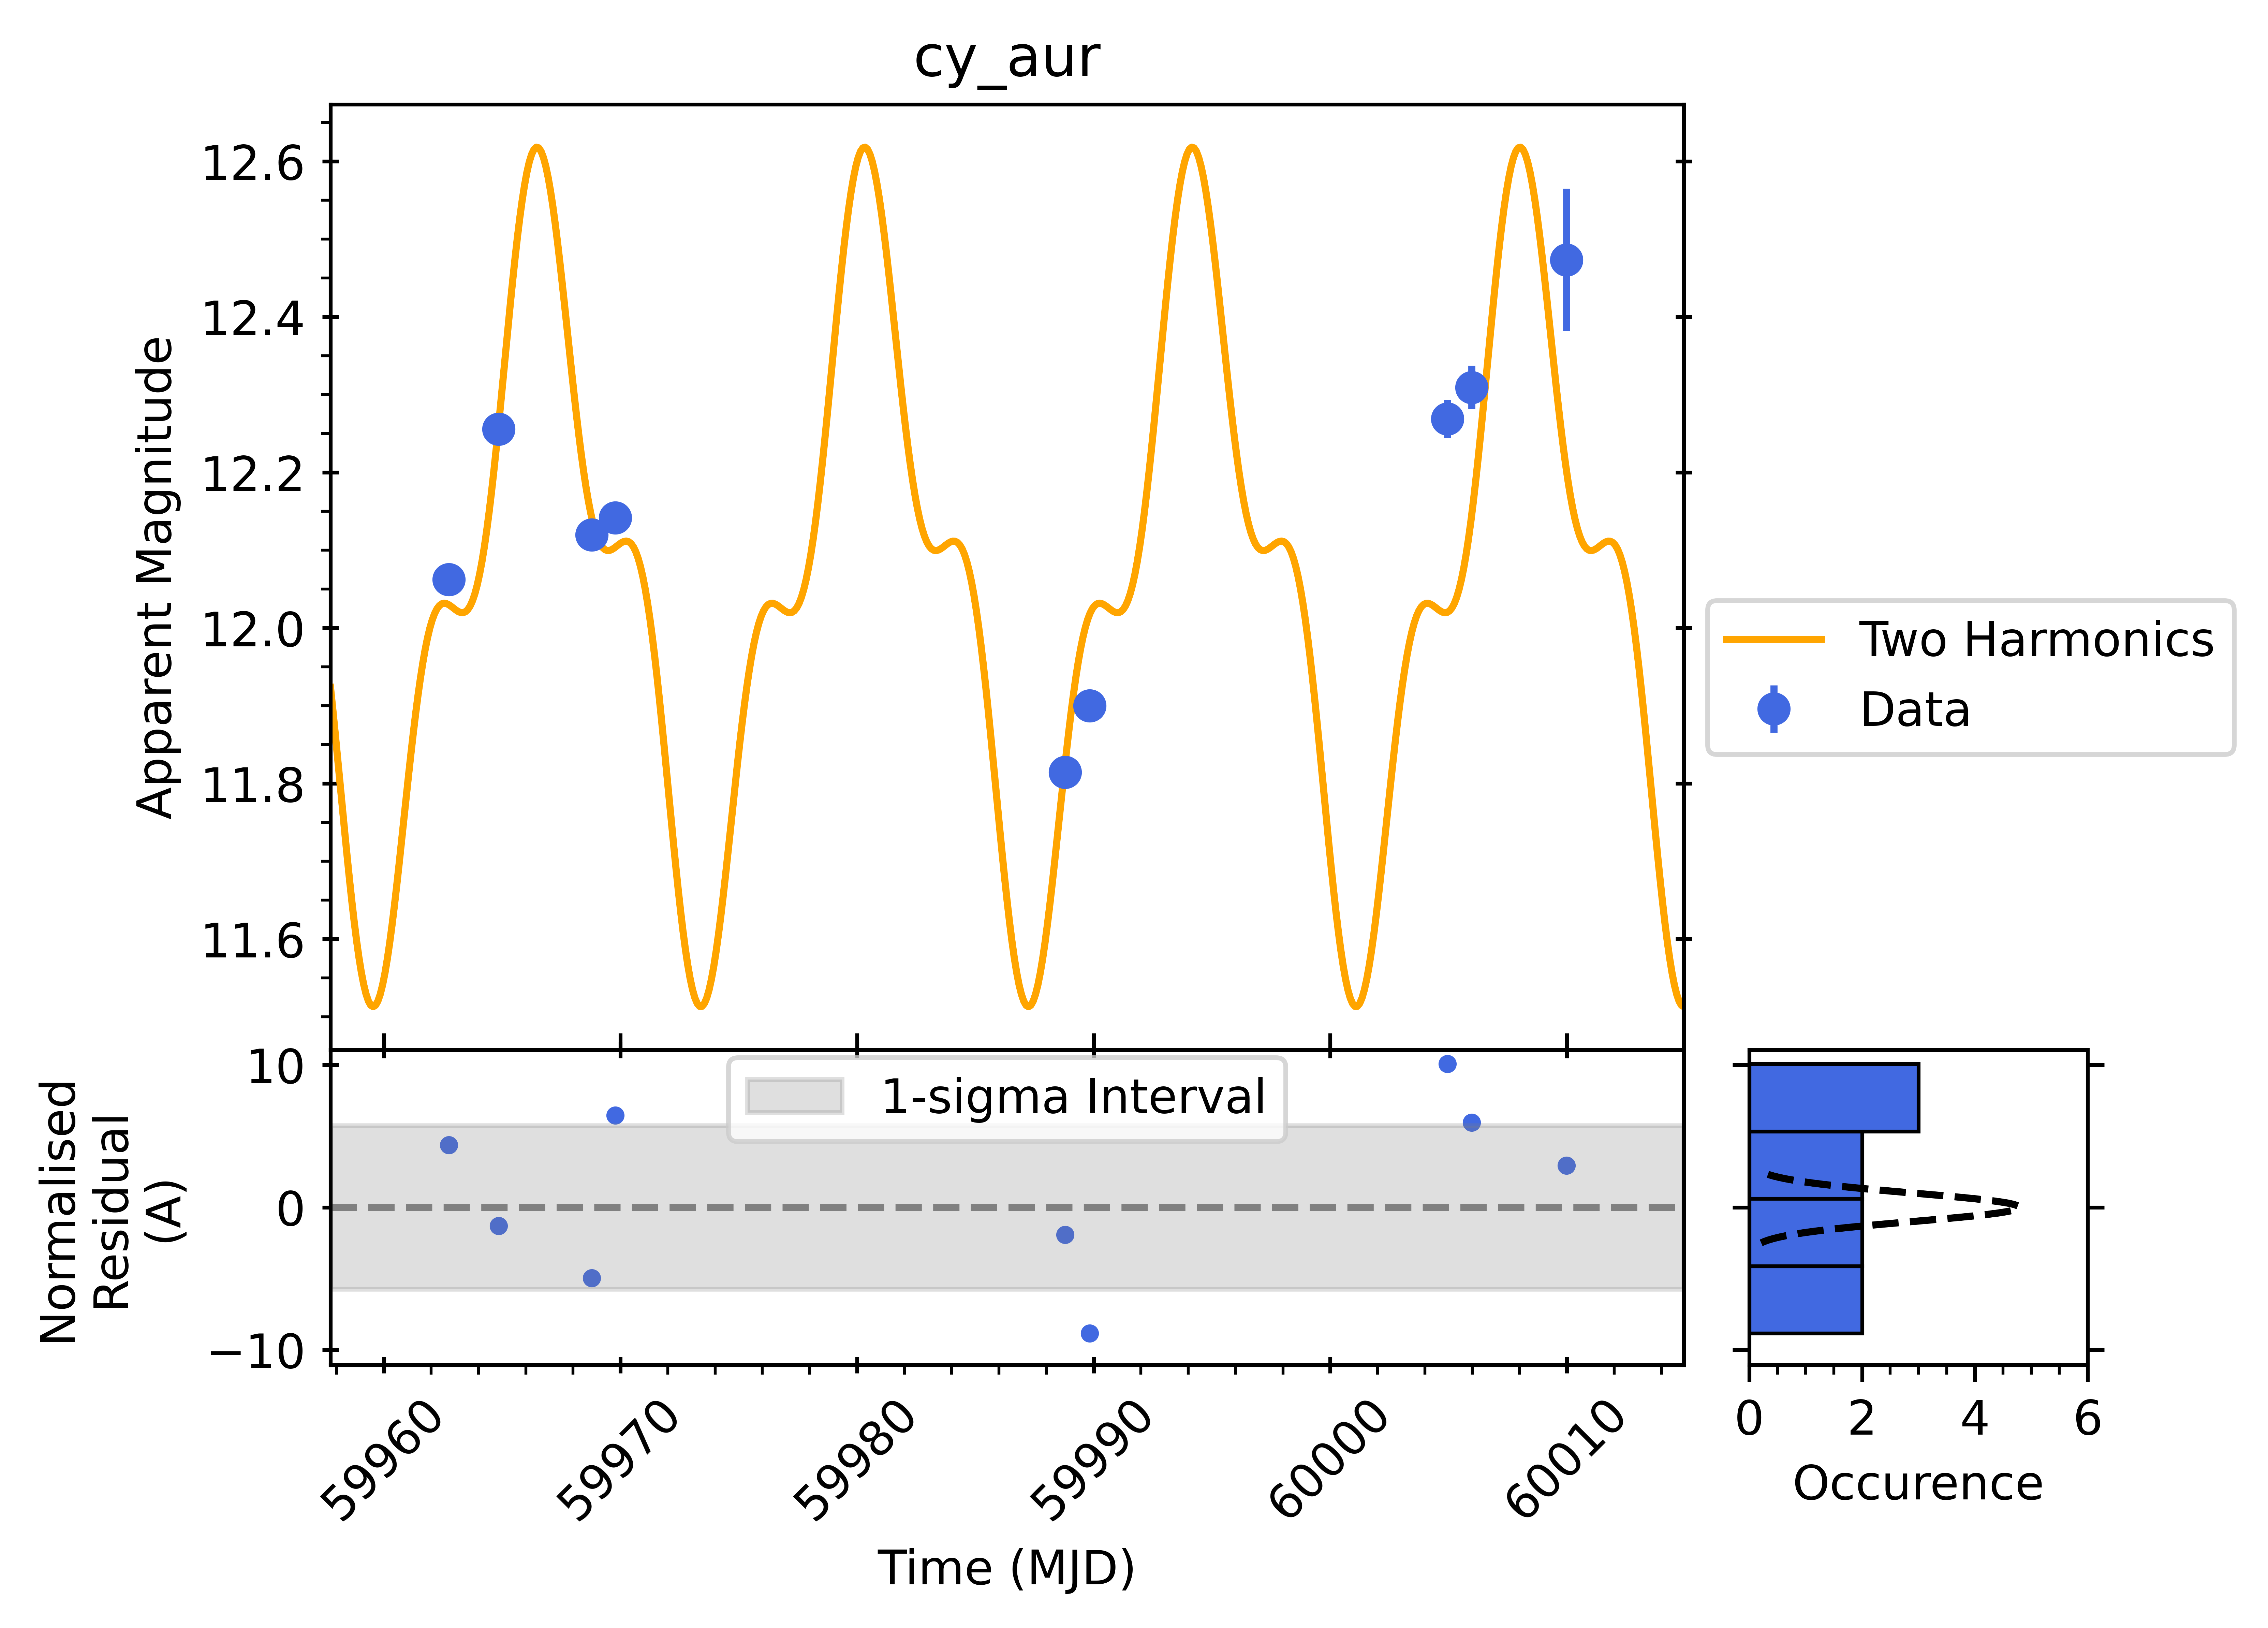 cy_aur
12.6
12.4
12.2
12.0
11.8
11.6
Apparent Magnitude
Two Harmonics
Data
10
0
−10
Normalised
Residual
(A)
1-sigma Interval
59960
59970
59980
59990
60000
60010
Time (MJD)
0
2
4
6
Occurence